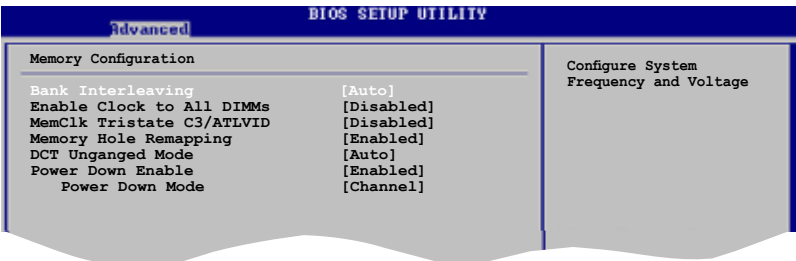 BIOS SETUP UTILITY
Advanced
Memory Configuration
Bank Interleaving [Auto]
Enable Clock to All DIMMs [Disabled]
MemClk Tristate C3/ATLVID [Disabled]
Memory Hole Remapping [Enabled]
DCT Unganged Mode [Auto]
Power Down Enable [Enabled]
Power Down Mode [Channel]
Configure System
Frequency and Voltage